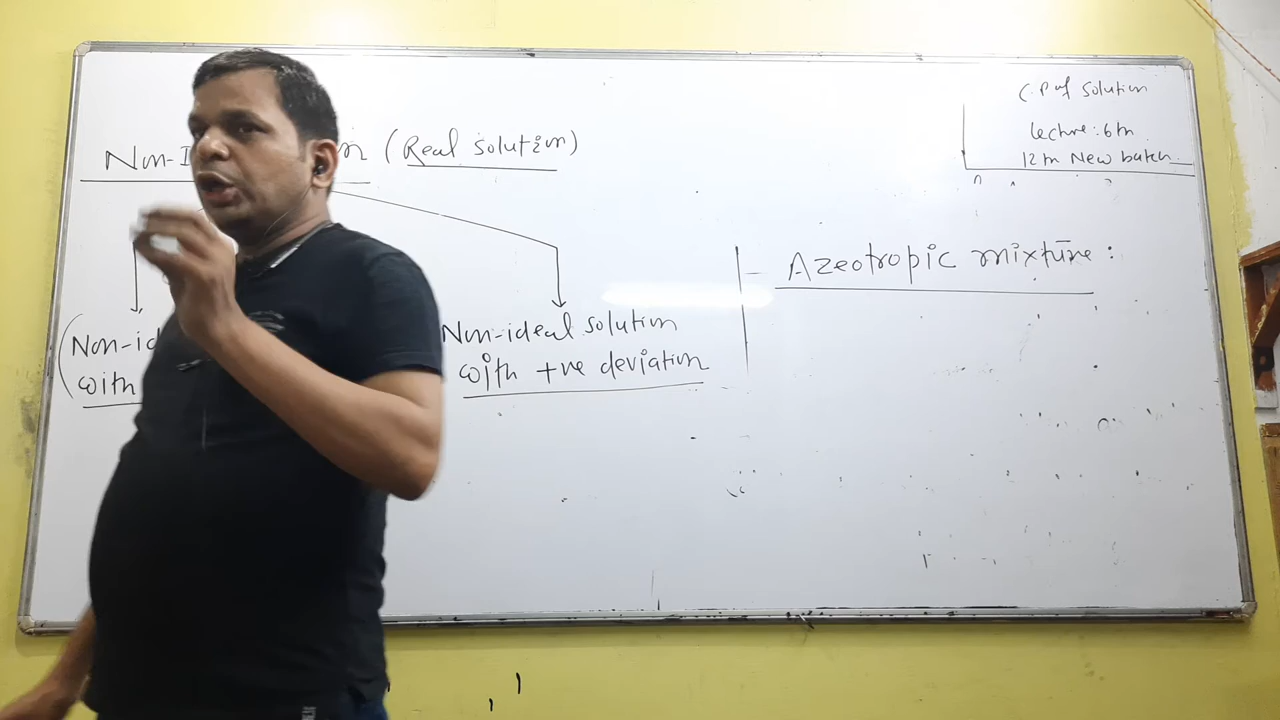 Non-I n (Real solution)
(Non-id
with
Non-ideal solution
with +ve deviation
Azeotropic mixture:
C.P of Solution
lecture: 6th
12th New batch